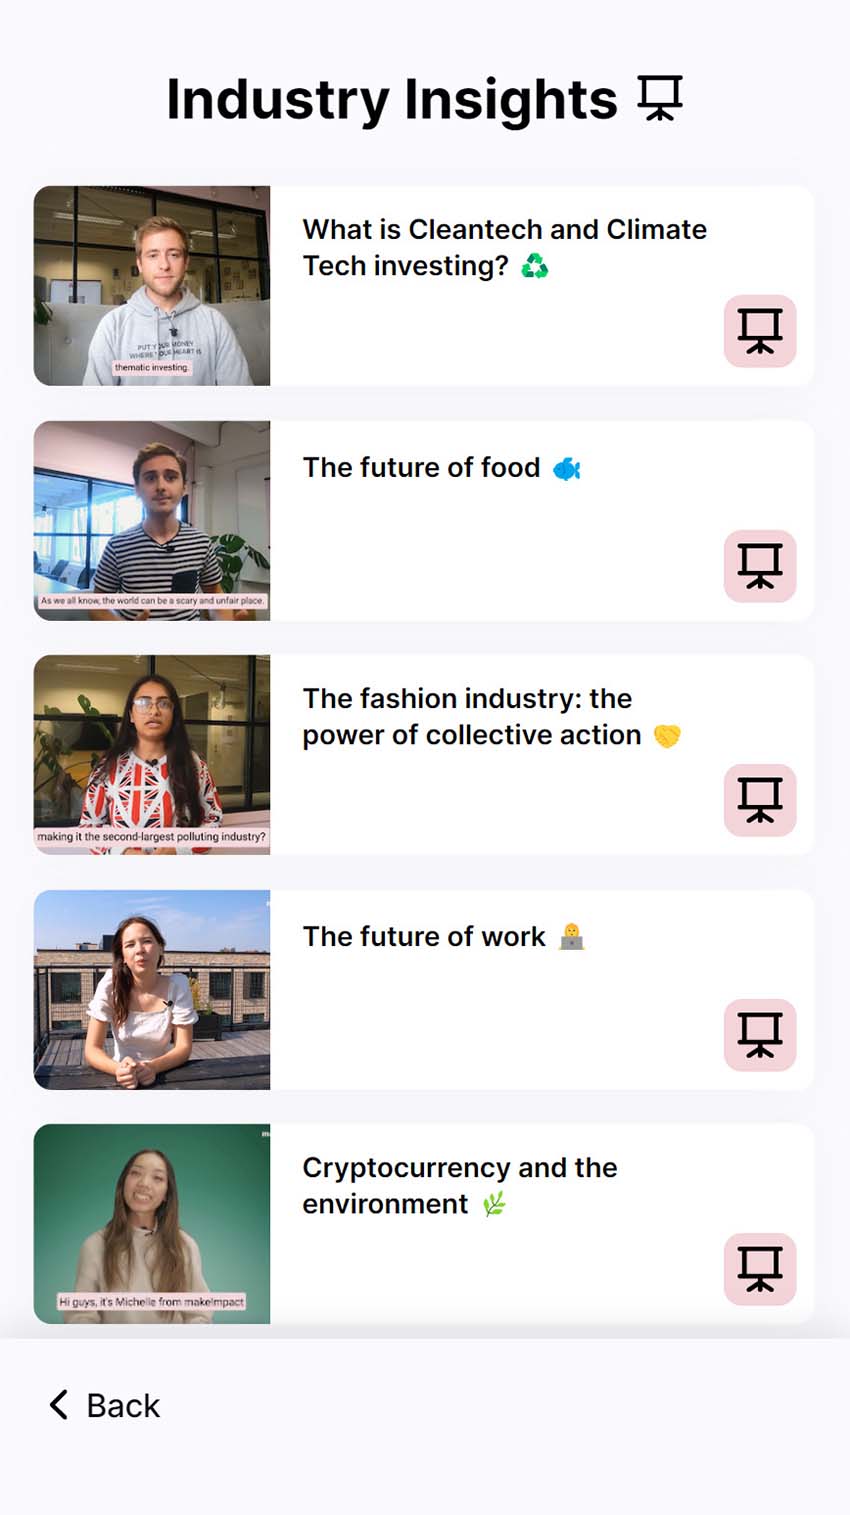 Industry Insights
What is Cleantech and Climate
Tech investing? ♻️
PUT YOUR MONEY
WHERE YOUR HEART IS
thematic investing.
The future of food 🐟
As we all know, the world can be a scary and unfair place.
The fashion industry: the
power of collective action 🤝
making it the second-largest polluting industry?
The future of work 🧑‍💻
Cryptocurrency and the
environment 🌿
Hi guys, it's Michelle from makeImpact
Back